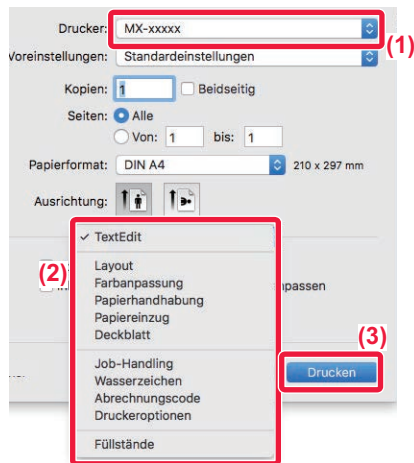 Drucker: MX-xxxxx
(1)
Voreinstellungen: Standardeinstellungen
Kopien: 1 Beidseitig
Seiten: Alle
Von: 1 bis: 1
Papierformat: DIN A4 210 x 297 mm
Ausrichtung:
✓ TextEdit
(2)
Layout
Farbanpassung
Papierhandhabung
Papiereinzug
Deckblatt
Job-Handling
Wasserzeichen
Abrechnungscode
Druckeroptionen
Füllstände
(3)
Drucken